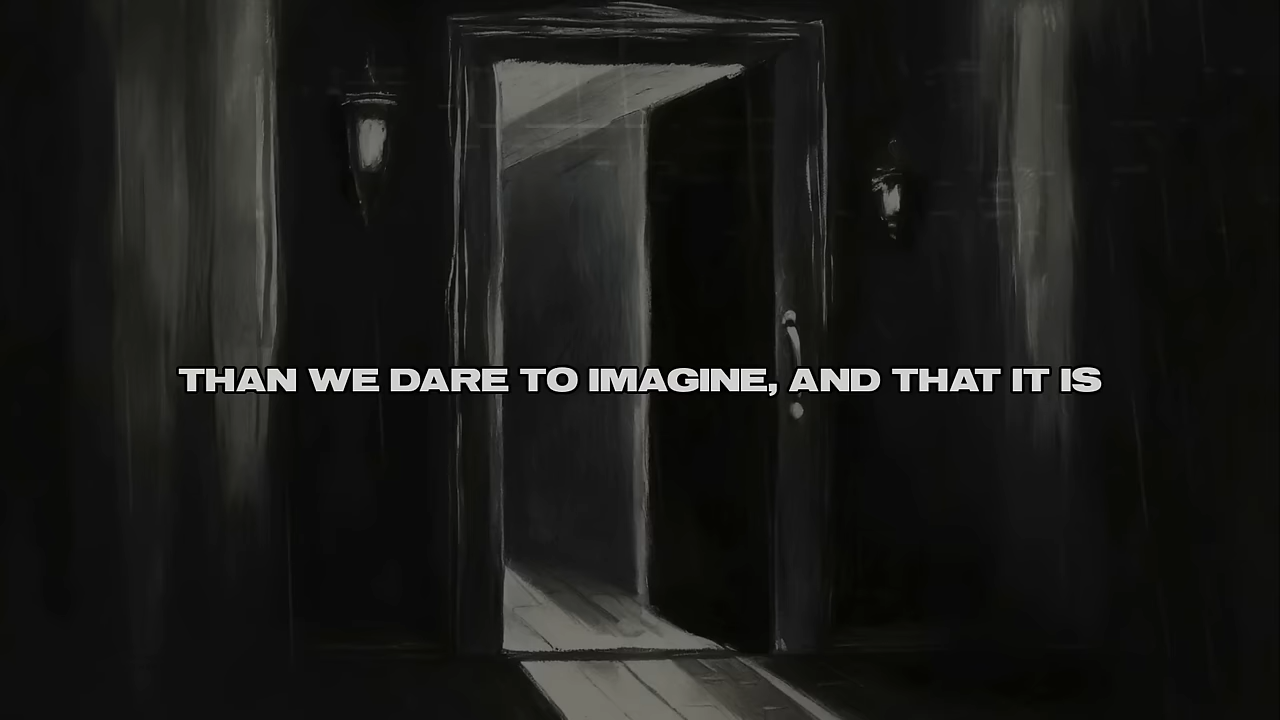 THAN WE DARE TO IMAGINE, AND THAT IT IS